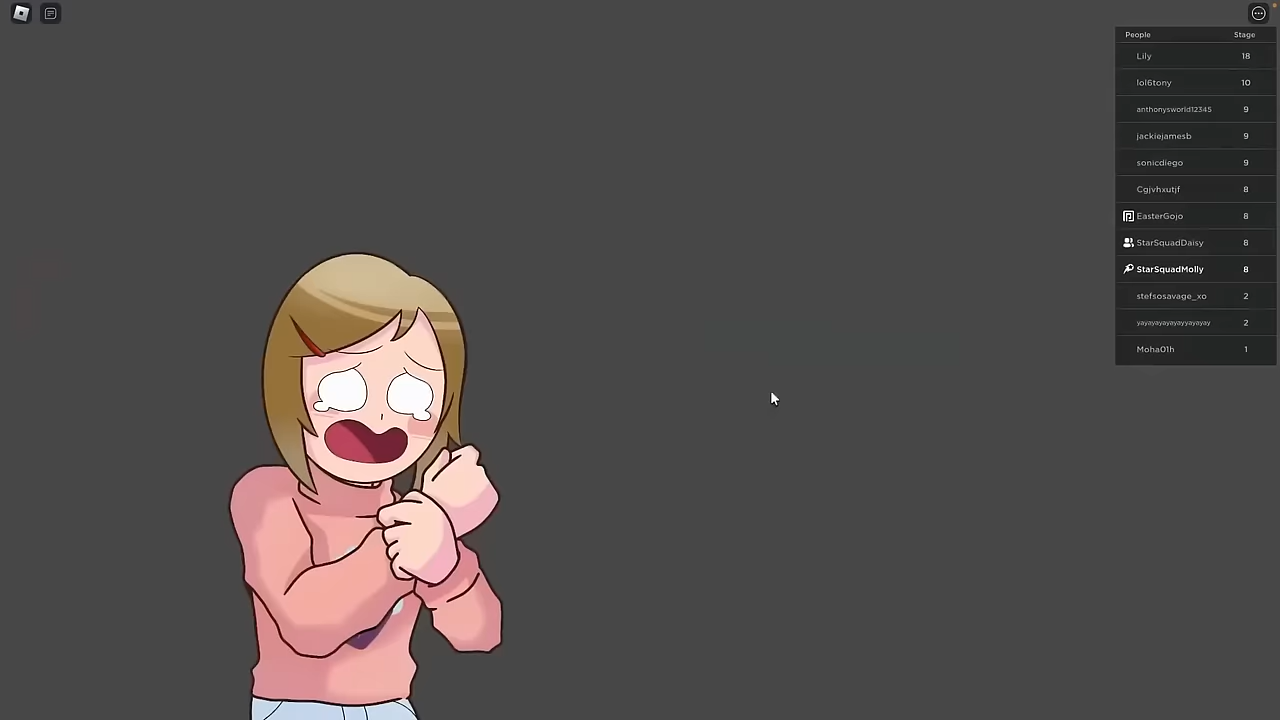 People Stage
Lily 18
lol6tony 10
anthonysworld12345 9
jackiejamesb 9
sonicdiego 9
Cgjvhxutjf 8
EasterGojo 8
StarSquadDaisy 8
StarSquadMolly 8
stefsosavage_xo 2
yayayayayayayyayayay 2
Moha01h 1